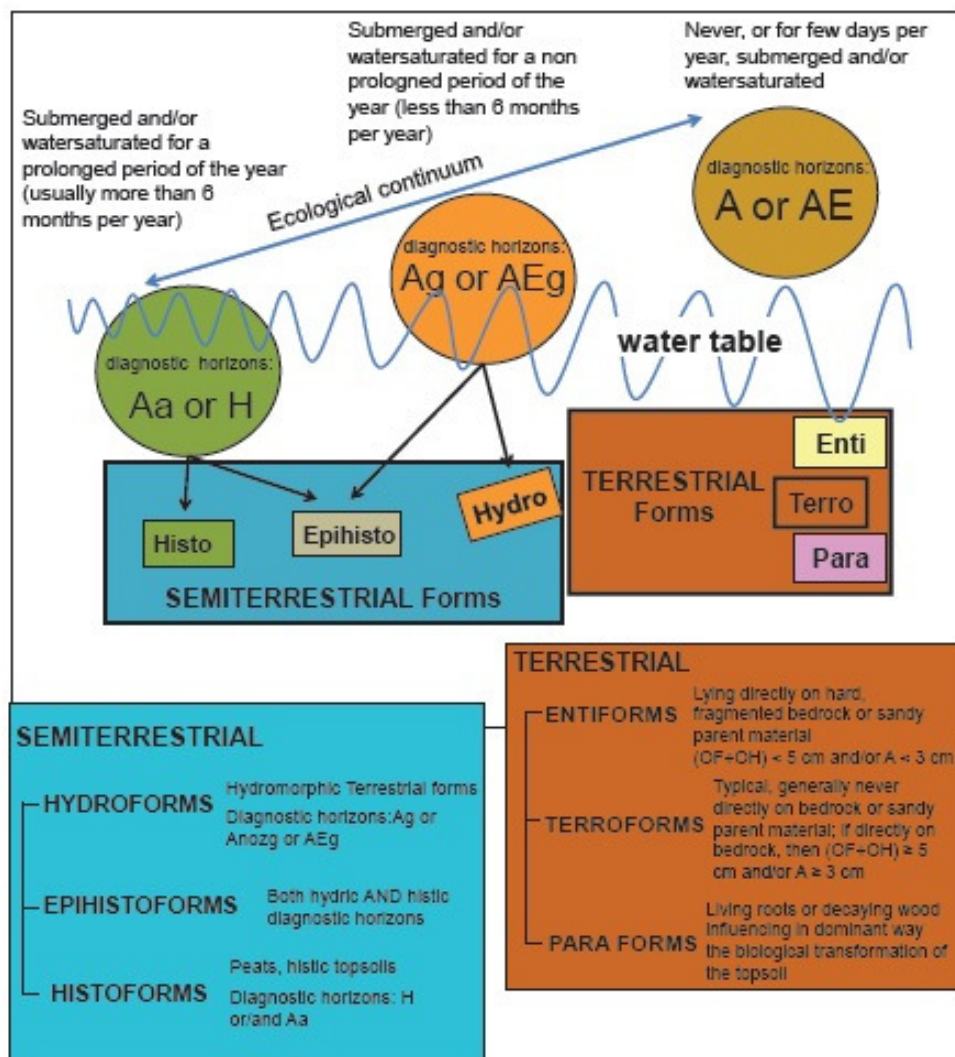 Submerged and/or
watersaturated for a
prolonged period of the year
(usually more than 6
months per year)
Submerged and/or
watersaturated for a non
prologned period of the
year (less than 6 months
per year)
Never, or for few days per
year, submerged and/or
watersaturated
Ecological continuum
diagnostic horizons:
Aa or H
diagnostic horizons:
Ag or AEg
diagnostic horizons:
A or AE
water table
Histo
Epihisto
Hydro
SEMITERRESTRIAL Forms
TERRESTRIAL
Forms
Enti
Terro
Para
SEMITERRESTRIAL
HYDROFORMS
Hydromorphic Terrestrial forms
Diagnostic horizons:Ag or
Anozg or AEg
EPIHISTOFORMS
Both hydric AND histic
diagnostic horizons
HISTOFORMS
Peats, histic topsoils
Diagnostic horizons: H
or/and Aa
TERRESTRIAL
ENTIFORMS
Lying directly on hard,
fragmented bedrock or sandy
parent material
(OF+OH) < 5 cm and/or A < 3 cm
TERROFORMS
Typical, generally never
directly on bedrock or sandy
parent material; if directly on
bedrock, then (OF+OH) ≥ 5
cm and/or A ≥ 3 cm
PARA FORMS
Living roots or decaying wood
influencing in dominant way
the biological transformation of
the topsoil